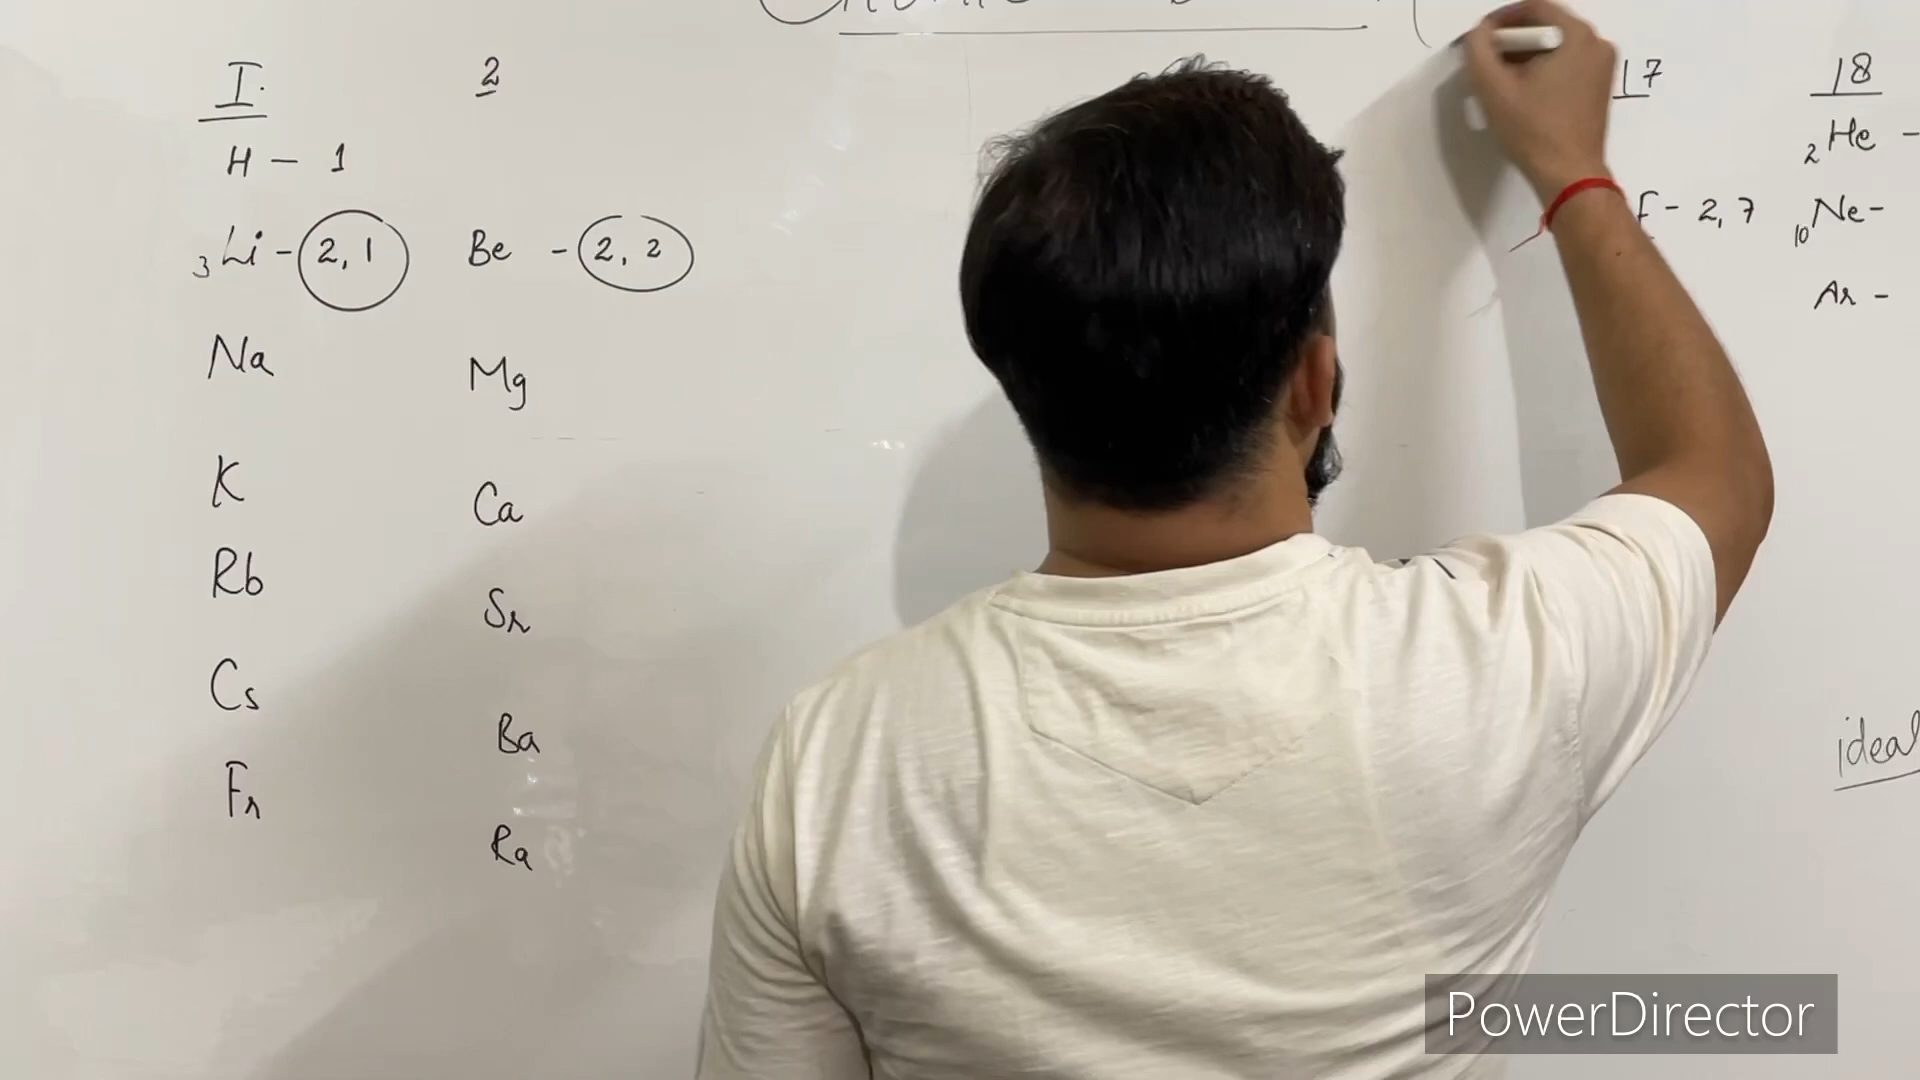 I. 2 17 18
H - 1 2He -
3Li - 2, 1 Be - 2, 2 F - 2, 7 10Ne -
Na Mg Ar -
K Ca
Rb Sr
Cs Ba ideal
Fr Ra
PowerDirector